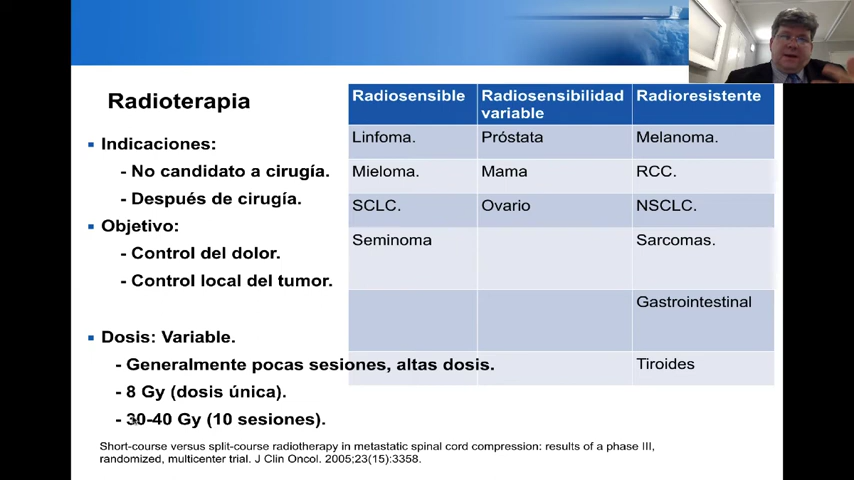 Radioterapia
Indicaciones:
- No candidato a cirugía.
- Después de cirugía.
Objetivo:
- Control del dolor.
- Control local del tumor.
Dosis: Variable.
- Generalmente pocas sesiones, altas dosis.
- 8 Gy (dosis única).
- 30-40 Gy (10 sesiones).
Radiosensible Radiosensibilidad variable Radioresistente
Linfoma. Próstata Melanoma.
Mieloma. Mama RCC.
SCLC. Ovario NSCLC.
Seminoma Sarcomas.
Gastrointestinal
Tiroides
Short-course versus split-course radiotherapy in metastatic spinal cord compression: results of a phase III,
randomized, multicenter trial. J Clin Oncol. 2005;23(15):3358.